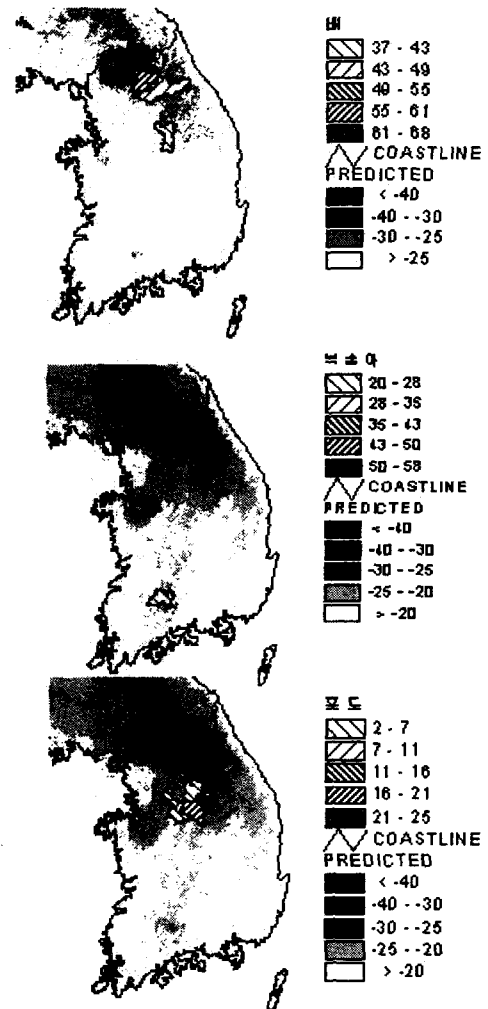 배
37 - 43
43 - 49
49 - 55
55 - 61
61 - 68
COASTLINE
PREDICTED
< -40
-40 - -30
-30 - -25
> -25
복숭아
20 - 28
28 - 35
35 - 43
43 - 50
50 - 58
COASTLINE
PREDICTED
< -40
-40 - -30
-30 - -25
-25 - -20
> -20
포도
2 - 7
7 - 11
11 - 16
16 - 21
21 - 25
COASTLINE
PREDICTED
< -40
-40 - -30
-30 - -25
-25 - -20
> -20